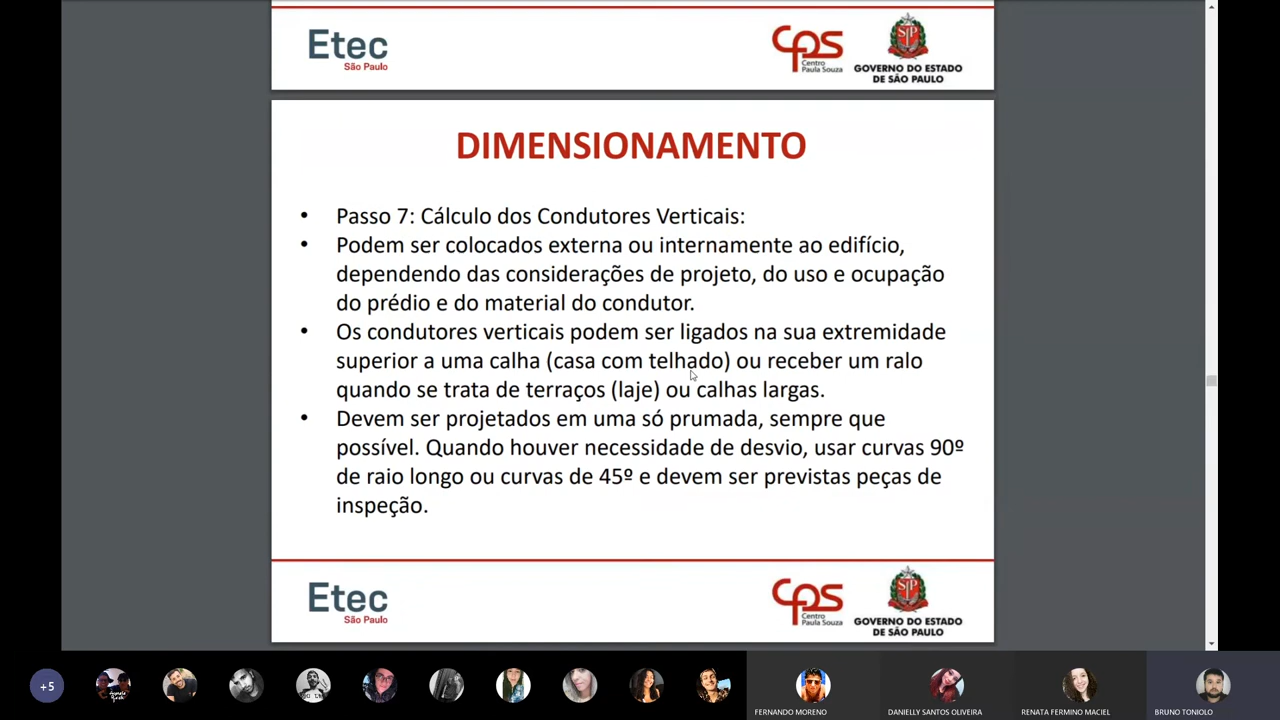 Etec
São Paulo
CPS
Centro
Paula Souza
GOVERNO DO ESTADO
DE SÃO PAULO
DIMENSIONAMENTO
• Passo 7: Cálculo dos Condutores Verticais:
• Podem ser colocados externa ou internamente ao edifício,
dependendo das considerações de projeto, do uso e ocupação
do prédio e do material do condutor.
• Os condutores verticais podem ser ligados na sua extremidade
superior a uma calha (casa com telhado) ou receber um ralo
quando se trata de terraços (laje) ou calhas largas.
• Devem ser projetados em uma só prumada, sempre que
possível. Quando houver necessidade de desvio, usar curvas 90º
de raio longo ou curvas de 45º e devem ser previstas peças de
inspeção.
Etec
São Paulo
CPS
Centro
Paula Souza
GOVERNO DO ESTADO
DE SÃO PAULO
+5
FERNANDO MORENO
DANIELLY SANTOS OLIVEIRA
RENATA FERMINO MACIEL
BRUNO TONIOLO